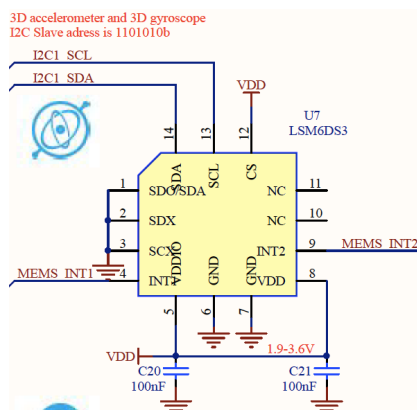 3D accelerometer and 3D gyroscope
I2C Slave adress is 1101010b
I2C1_SCL
I2C1_SDA
VDD
U7
LSM6DS3
14
13
12
SDA
SCL
CS
1
SDO/SDA
NC
11
2
SDX
NC
10
3
SCX
INT2
9
MEMS_INT2
MEMS_INT1
4
INT1
VDDIO
GND
GND
VDD
8
5
6
7
VDD
1.9-3.6V
C20
100nF
C21
100nF